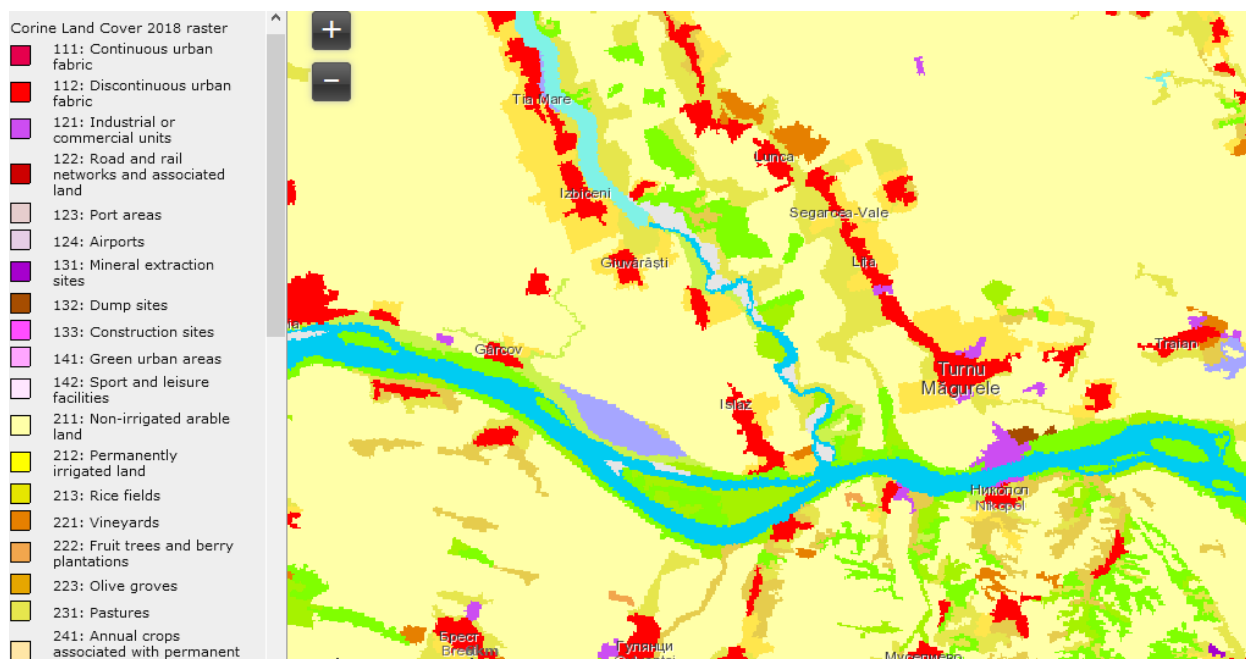 Corine Land Cover 2018 raster
111: Continuous urban
fabric
112: Discontinuous urban
fabric
121: Industrial or
commercial units
122: Road and rail
networks and associated
land
123: Port areas
124: Airports
131: Mineral extraction
sites
132: Dump sites
133: Construction sites
141: Green urban areas
142: Sport and leisure
facilities
211: Non-irrigated arable
land
212: Permanently
irrigated land
213: Rice fields
221: Vineyards
222: Fruit trees and berry
plantations
223: Olive groves
231: Pastures
241: Annual crops
associated with permanent
+
−
Tia Mare
Lunca
Izbiceni
Segarcea-Vale
Giuvărăști
Lița
Gârcov
Traian
Turnu
Măgurele
Islaz
Никопол
Nikopol
Брест
Гулянци